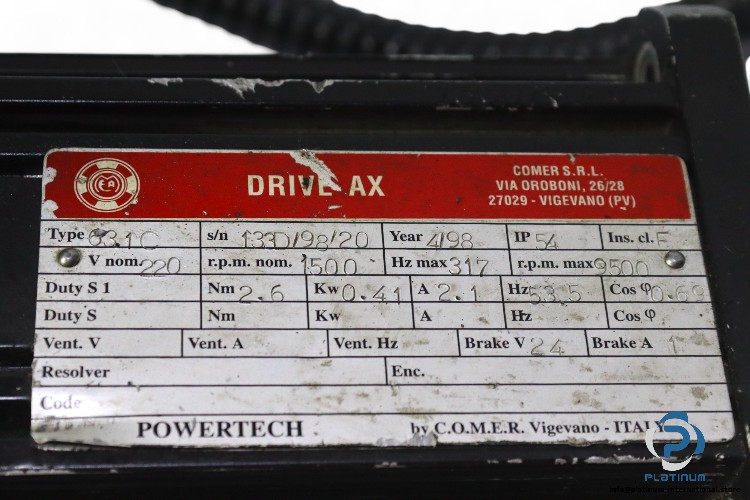 CEA
DRIVE AX
COMER S.R.L.
VIA OROBONI, 26/28
27029 - VIGEVANO (PV)
Type 631C s/n 133D/98/20 Year 4/98 IP 54 Ins. cl. F
V nom. 220 r.p.m. nom. 1500 Hz max 317 r.p.m. max 9500
Duty S 1 Nm 2.6 Kw 0.41 A 2.1 Hz 53.5 Cos φ 0.69
Duty S Nm Kw A Hz Cos φ
Vent. V Vent. A Vent. Hz Brake V 24 Brake A 1
Resolver Enc.
Code
POWERTECH by C.O.M.E.R. Vigevano - ITALY
PLATINUM